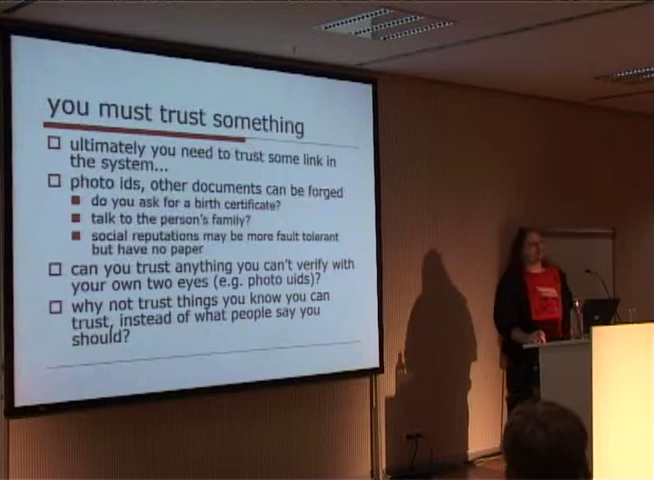 you must trust something
ultimately you need to trust some link in
the system...
photo ids, other documents can be forged
do you ask for a birth certificate?
talk to the person's family?
social reputations may be more fault tolerant
but have no paper
can you trust anything you can't verify with
your own two eyes (e.g. photo uids)?
why not trust things you know you can
trust, instead of what people say you
should?